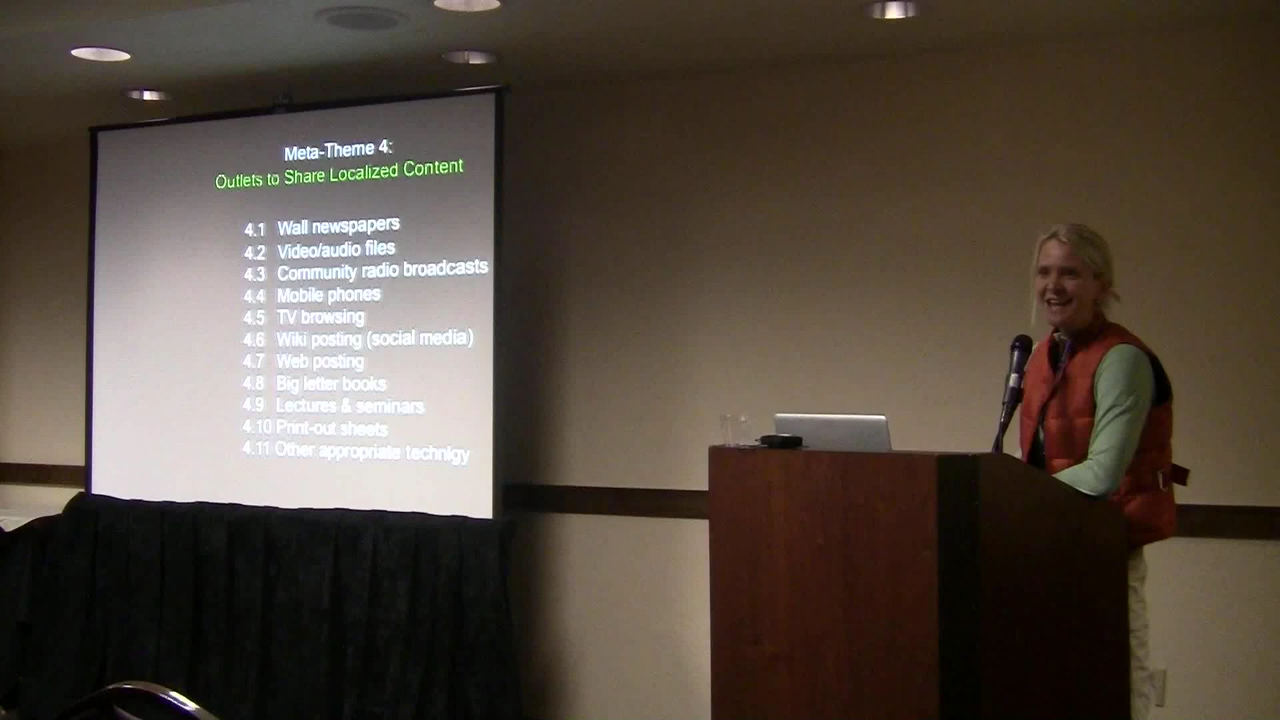 Meta-Theme 4:
Outlets to Share Localized Content
4.1 Wall newspapers
4.2 Video/audio files
4.3 Community radio broadcasts
4.4 Mobile phones
4.5 TV browsing
4.6 Wiki posting (social media)
4.7 Web posting
4.8 Big letter books
4.9 Lectures & seminars
4.10 Print-out sheets
4.11 Other appropriate technlgy